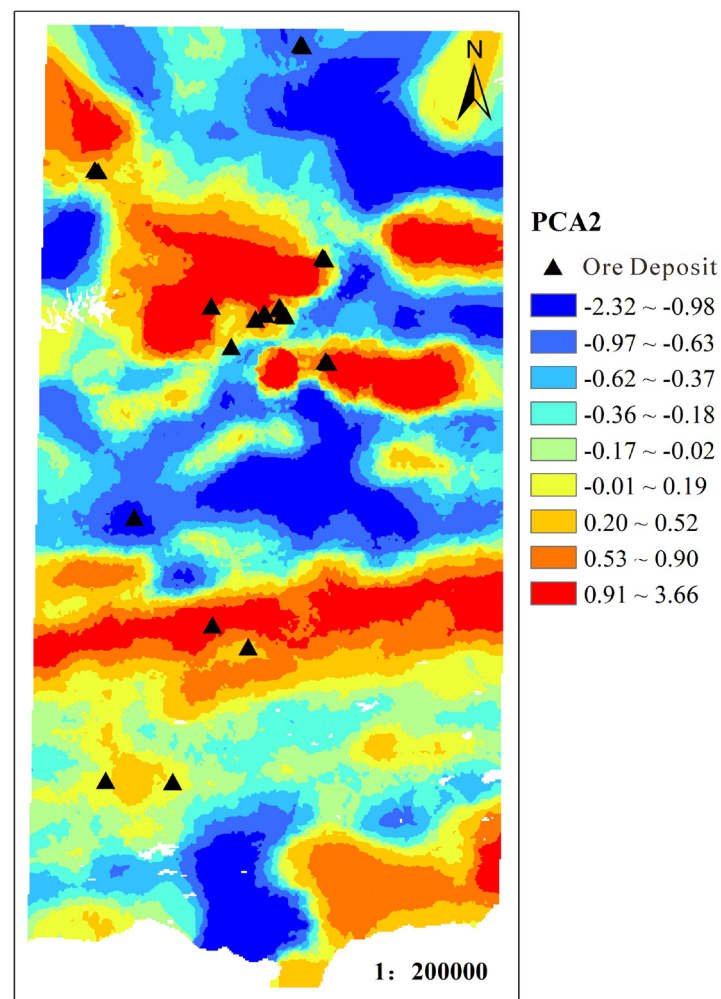 N
PCA2
Ore Deposit
-2.32 ~ -0.98
-0.97 ~ -0.63
-0.62 ~ -0.37
-0.36 ~ -0.18
-0.17 ~ -0.02
-0.01 ~ 0.19
0.20 ~ 0.52
0.53 ~ 0.90
0.91 ~ 3.66
1: 200000